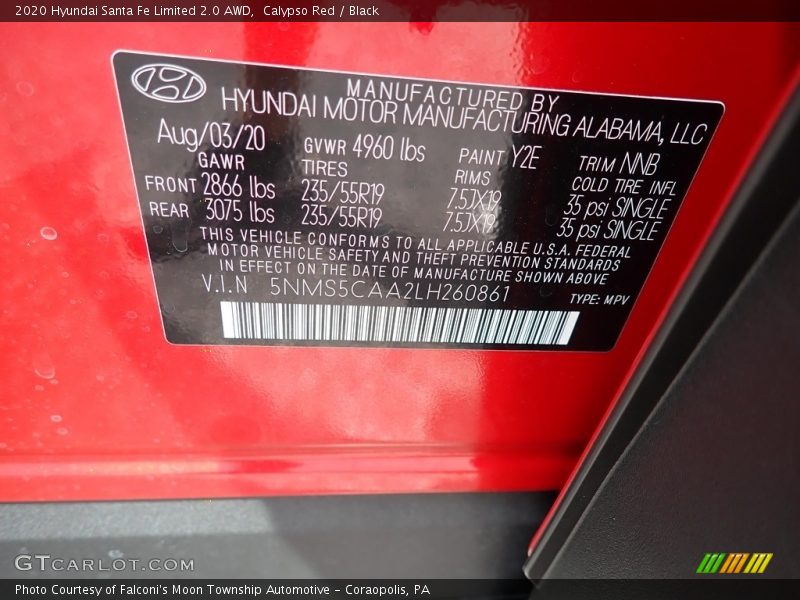 2020 Hyundai Santa Fe Limited 2.0 AWD, Calypso Red / Black
MANUFACTURED BY
HYUNDAI MOTOR MANUFACTURING ALABAMA, LLC
Aug/03/20 GVWR 4960 lbs PAINT Y2E TRIM NNB
GAWR TIRES RIMS COLD TIRE INFL
FRONT 2866 lbs 235/55R19 7.5JX19 35 psi SINGLE
REAR 3075 lbs 235/55R19 7.5JX19 35 psi SINGLE
THIS VEHICLE CONFORMS TO ALL APPLICABLE U.S.A. FEDERAL
MOTOR VEHICLE SAFETY AND THEFT PREVENTION STANDARDS
IN EFFECT ON THE DATE OF MANUFACTURE SHOWN ABOVE
V.I.N 5NMS5CAA2LH260861 TYPE: MPV
GTCARLOT.COM
Photo Courtesy of Falconi's Moon Township Automotive - Coraopolis, PA